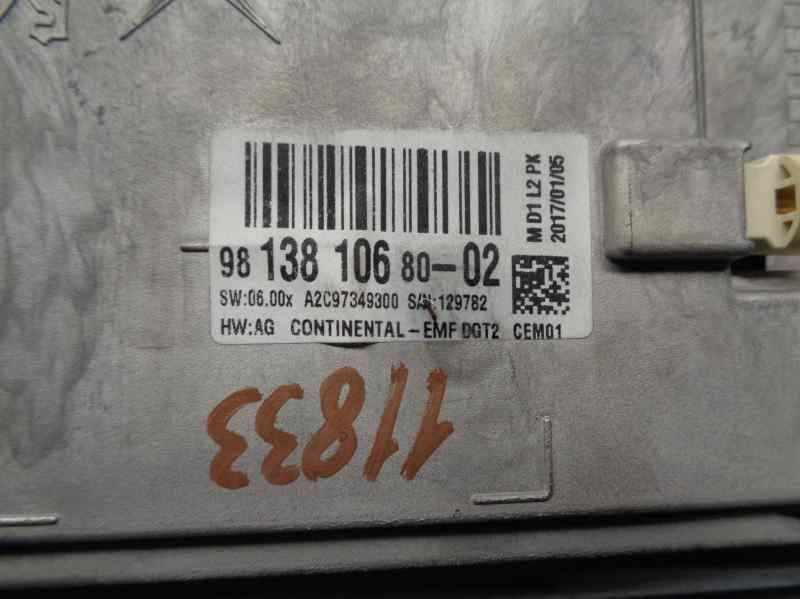 98 138 106 80-02
SW:06.00x A2C97349300 S/N:129782
HW:AG CONTINENTAL-EMF DGT2 CEM01
M D1 L2 PK
2017/01/05
11833